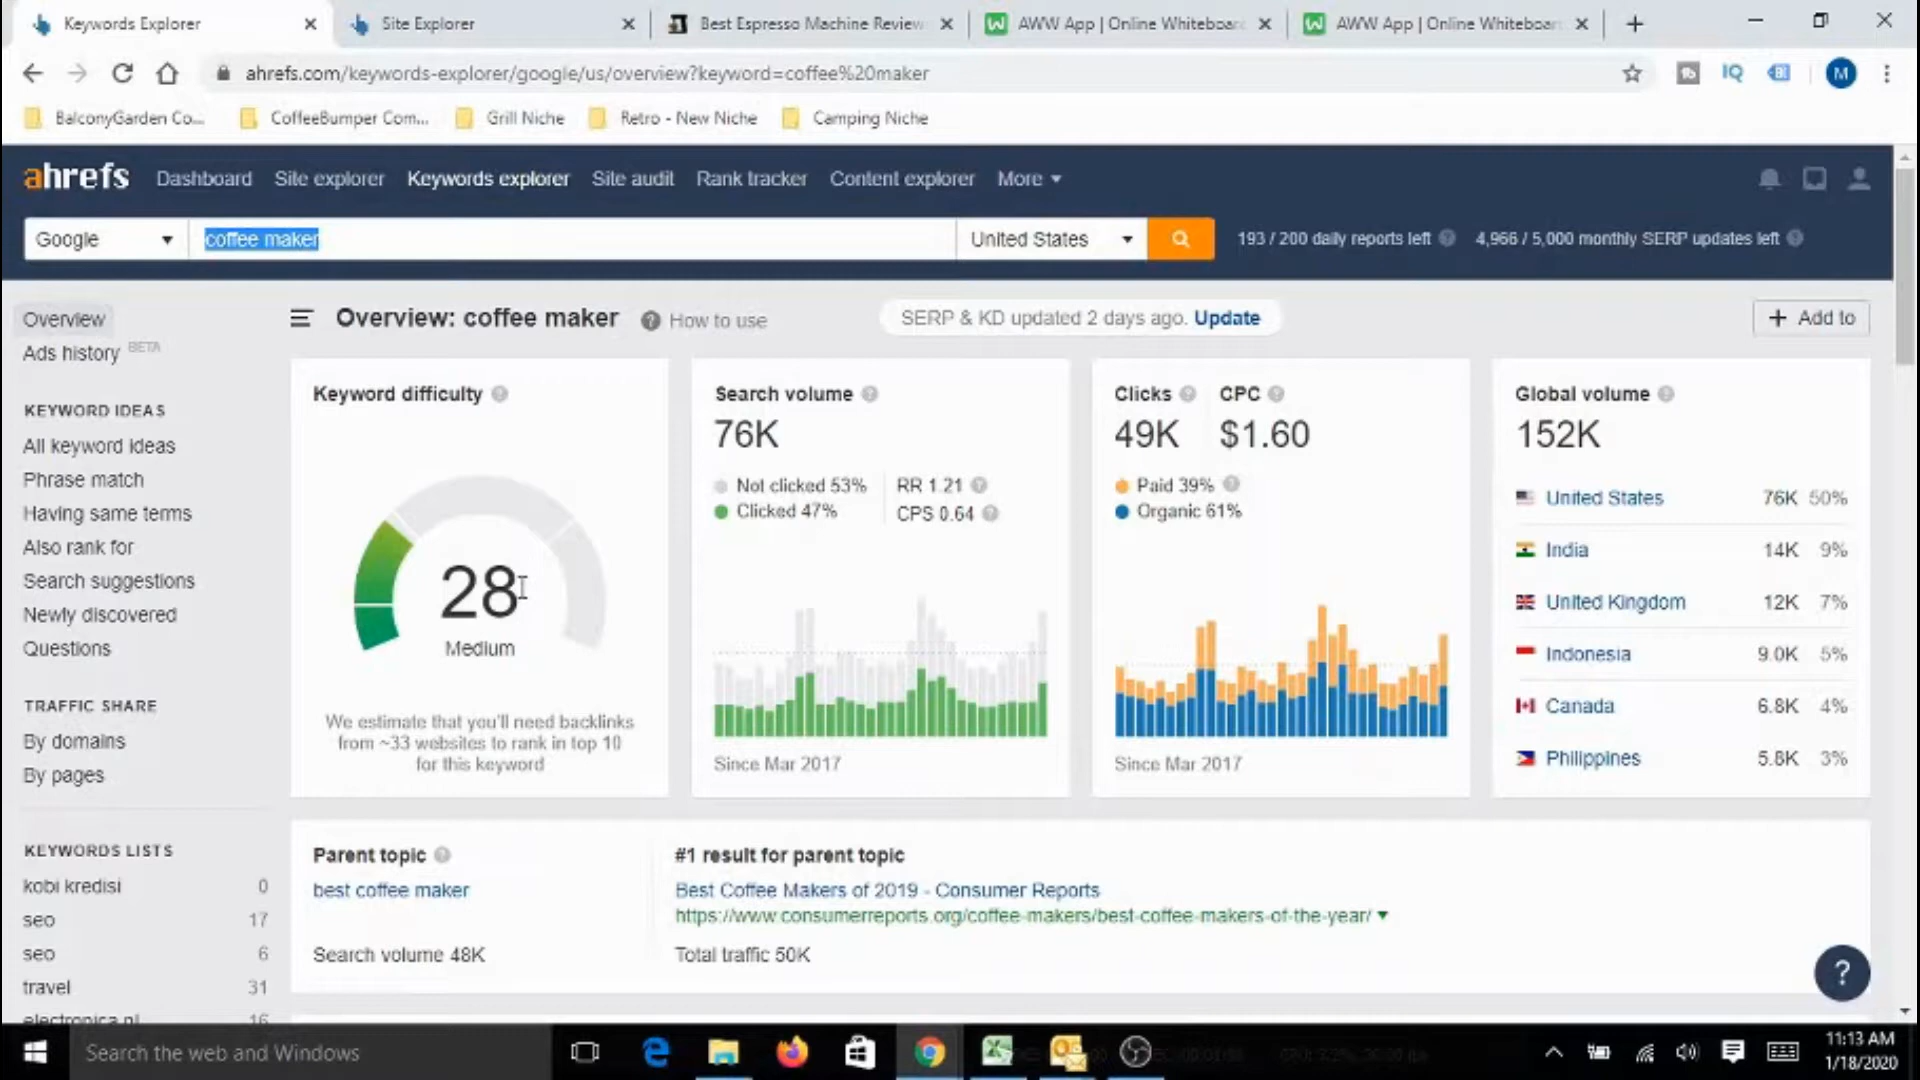 Keywords Explorer
Site Explorer
Best Espresso Machine Review
AWW App | Online Whiteboar
AWW App | Online Whiteboar
ahrefs.com/keywords-explorer/google/us/overview?keyword=coffee%20maker
M
BalconyGarden Co...
CoffeeBumper Com...
Grill Niche
Retro - New Niche
Camping Niche
ahrefs
Dashboard
Site explorer
Keywords explorer
Site audit
Rank tracker
Content explorer
More
Google
coffee maker
United States
193 / 200 daily reports left
4,966 / 5,000 monthly SERP updates left
Overview
Ads history BETA
KEYWORD IDEAS
All keyword ideas
Phrase match
Having same terms
Also rank for
Search suggestions
Newly discovered
Questions
TRAFFIC SHARE
By domains
By pages
KEYWORDS LISTS
kobi kredisi 0
seo 17
seo 6
travel 31
electronica.nl 16
Overview: coffee maker
How to use
SERP & KD updated 2 days ago. Update
+ Add to
Keyword difficulty
28
Medium
We estimate that you'll need backlinks
from ~33 websites to rank in top 10
for this keyword
Search volume
76K
Not clicked 53%
Clicked 47%
RR 1.21
CPS 0.64
Since Mar 2017
Clicks
CPC
49K
$1.60
Paid 39%
Organic 61%
Since Mar 2017
Global volume
152K
United States 76K 50%
India 14K 9%
United Kingdom 12K 7%
Indonesia 9.0K 5%
Canada 6.8K 4%
Philippines 5.8K 3%
Parent topic
best coffee maker
Search volume 48K
#1 result for parent topic
Best Coffee Makers of 2019 - Consumer Reports
https://www.consumerreports.org/coffee-makers/best-coffee-makers-of-the-year/
Total traffic 50K
?
Search the web and Windows
11:13 AM
1/18/2020